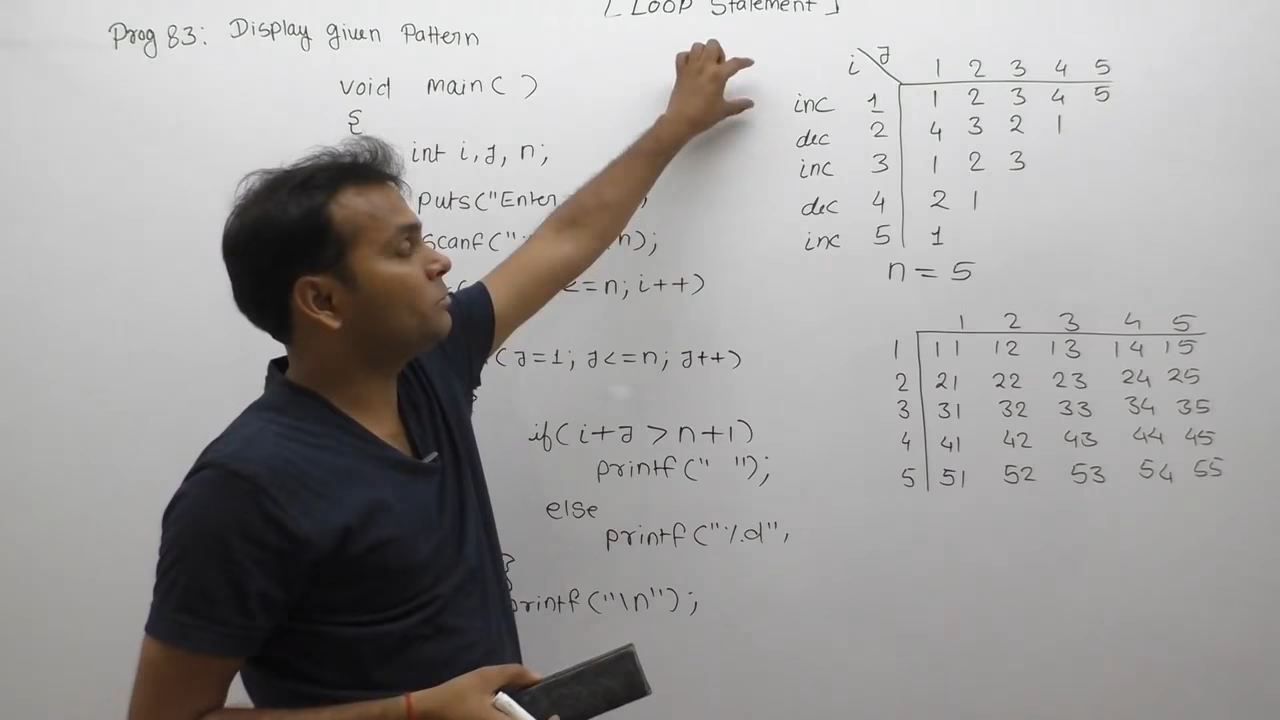 [Loop Statement]
Prog 83: Display given Pattern
void main( )
{
int i, J, n;
puts("Enter
scanf(" n);
<=n; i++)
(J=1; J<=n; J++)
if(i+J > n+1)
printf(" ");
else
printf("%d",
}
printf("\n");
i J 1 2 3 4 5
inc 1 1 2 3 4 5
dec 2 4 3 2 1
inc 3 1 2 3
dec 4 2 1
inc 5 1
n = 5
1 2 3 4 5
1 11 12 13 14 15
2 21 22 23 24 25
3 31 32 33 34 35
4 41 42 43 44 45
5 51 52 53 54 55